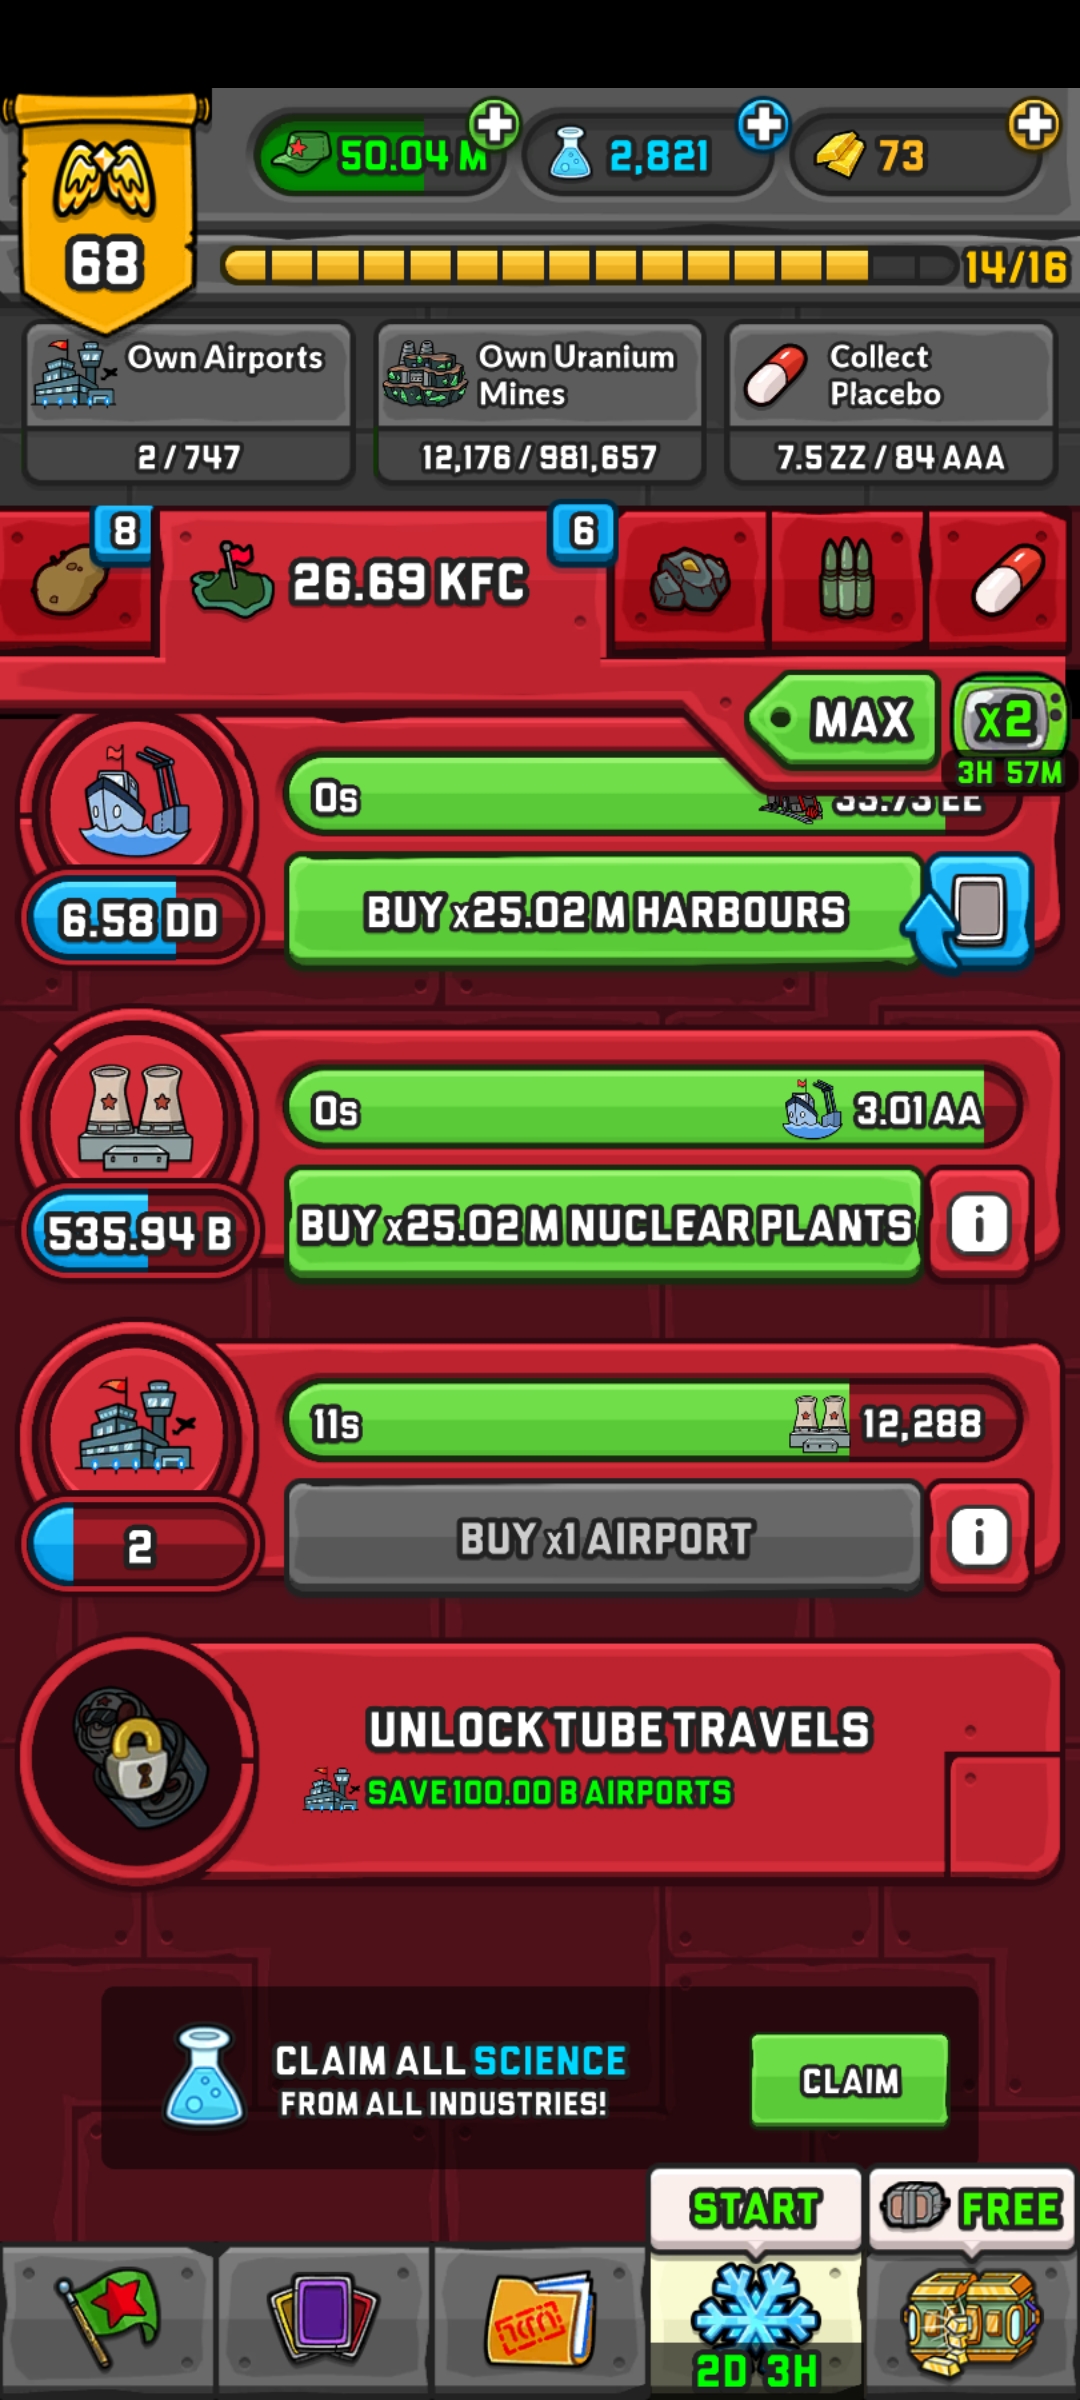 50.04 M
2,821
73
68
14/16
Own Airports
2 / 747
Own Uranium
Mines
12,176 / 981,657
Collect
Placebo
7.5 ZZ / 84 AAA
8
26.69 KFC
6
MAX
x2
3H 57M
0s
33.73 EE
6.58 DD
BUY x25.02 M HARBOURS
0s
3.01 AA
535.94 B
BUY x25.02 M NUCLEAR PLANTS
i
11s
12,288
2
BUY x1 AIRPORT
i
UNLOCK TUBE TRAVELS
SAVE 100.00 B AIRPORTS
CLAIM ALL SCIENCE
FROM ALL INDUSTRIES!
CLAIM
START
FREE
2D 3H